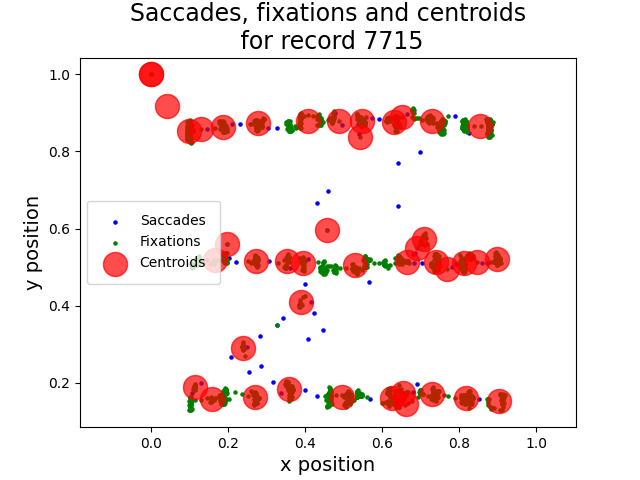 Saccades, fixations and centroids
for record 7715
1.0
0.8
0.6
0.4
0.2
y position
Saccades
Fixations
Centroids
0.0
0.2
0.4
0.6
0.8
1.0
x position